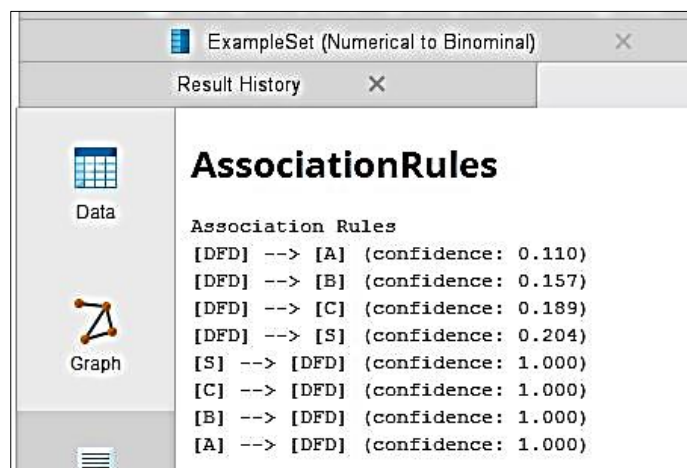 ExampleSet (Numerical to Binominal)
Result History
Data
Graph
AssociationRules
Association Rules
[DFD] --> [A] (confidence: 0.110)
[DFD] --> [B] (confidence: 0.157)
[DFD] --> [C] (confidence: 0.189)
[DFD] --> [S] (confidence: 0.204)
[S] --> [DFD] (confidence: 1.000)
[C] --> [DFD] (confidence: 1.000)
[B] --> [DFD] (confidence: 1.000)
[A] --> [DFD] (confidence: 1.000)